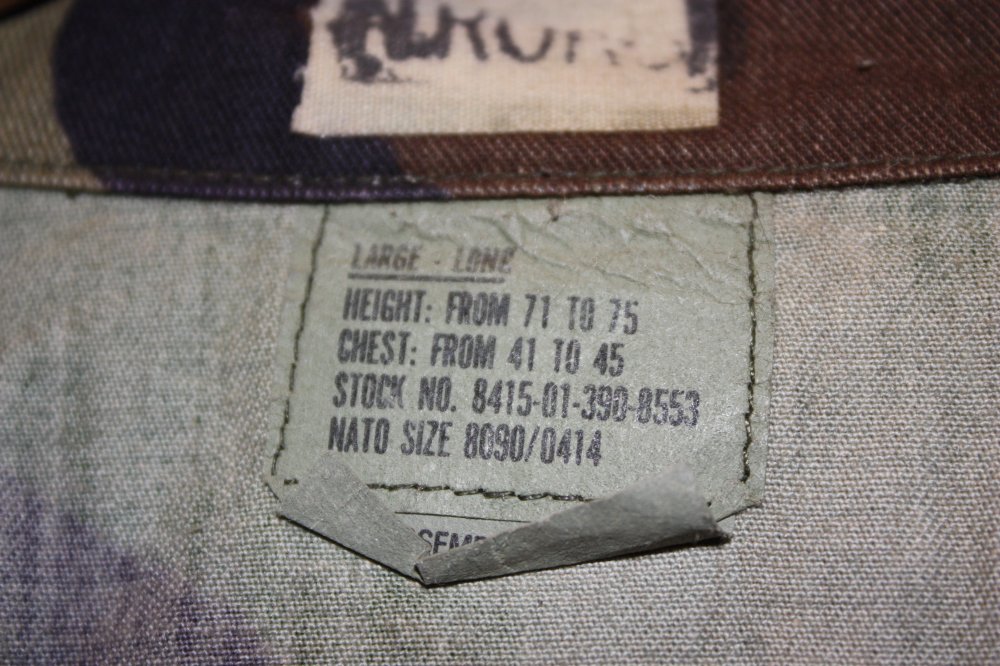 LARGE - LONG
HEIGHT: FROM 71 TO 75
CHEST: FROM 41 TO 45
STOCK NO. 8415-01-390-8553
NATO SIZE 8090/0414